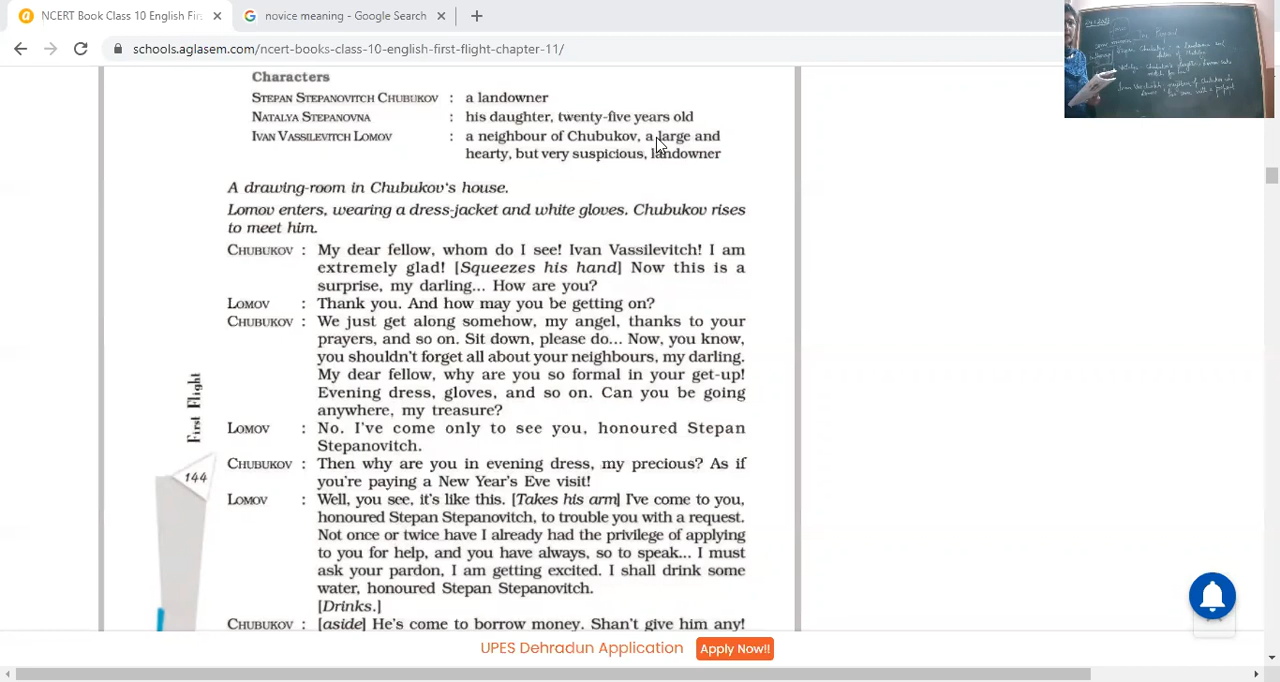 NCERT Book Class 10 English Firs
novice meaning - Google Search
schools.aglasem.com/ncert-books-class-10-english-first-flight-chapter-11/
The Proposal
Characters
STEPAN STEPANOVITCH CHUBUKOV : a landowner
NATALYA STEPANOVNA : his daughter, twenty-five years old
IVAN VASSILEVITCH LOMOV : a neighbour of Chubukov, a large and
hearty, but very suspicious, landowner
A drawing-room in Chubukov's house.
Lomov enters, wearing a dress-jacket and white gloves. Chubukov rises
to meet him.
CHUBUKOV : My dear fellow, whom do I see! Ivan Vassilevitch! I am
extremely glad! [Squeezes his hand] Now this is a
surprise, my darling... How are you?
LOMOV : Thank you. And how may you be getting on?
CHUBUKOV : We just get along somehow, my angel, thanks to your
prayers, and so on. Sit down, please do... Now, you know,
you shouldn't forget all about your neighbours, my darling.
My dear fellow, why are you so formal in your get-up!
Evening dress, gloves, and so on. Can you be going
anywhere, my treasure?
LOMOV : No. I've come only to see you, honoured Stepan
Stepanovitch.
CHUBUKOV : Then why are you in evening dress, my precious? As if
you're paying a New Year's Eve visit!
LOMOV : Well, you see, it's like this. [Takes his arm] I've come to you,
honoured Stepan Stepanovitch, to trouble you with a request.
Not once or twice have I already had the privilege of applying
to you for help, and you have always, so to speak... I must
ask your pardon, I am getting excited. I shall drink some
water, honoured Stepan Stepanovitch.
[Drinks.]
CHUBUKOV : [aside] He's come to borrow money. Shan't give him any!
First Flight
144
UPES Dehradun Application
Apply Now!!